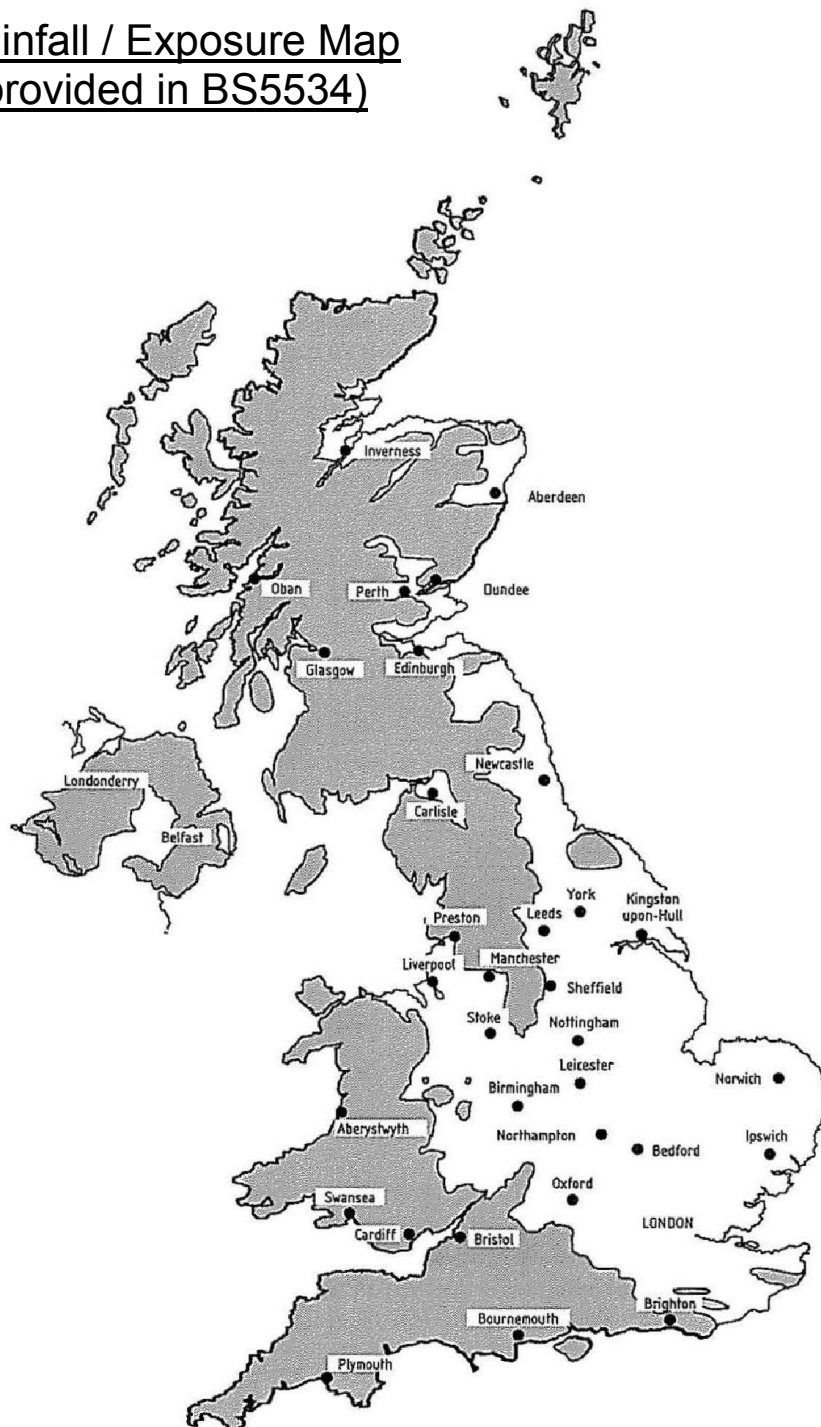 infall / Exposure Map
provided in BS5534)
Inverness
Aberdeen
Oban
Perth
Dundee
Glasgow
Edinburgh
Londonderry
Newcastle
Carlisle
Belfast
York
Kingston
upon-Hull
Leeds
Preston
Manchester
Liverpool
Sheffield
Stoke
Nottingham
Leicester
Norwich
Birmingham
Aberystwyth
Northampton
Bedford
Ipswich
Oxford
Swansea
LONDON
Cardiff
Bristol
Brighton
Bournemouth
Plymouth